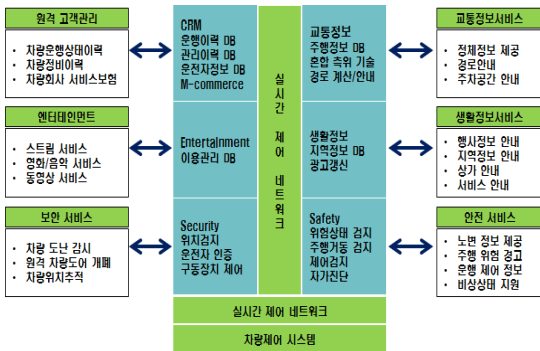 원격 고객관리
• 차량운행상태이력
• 차량정비이력
• 차량회사 서비스보험
엔터테인먼트
• 스트림 서비스
• 영화/음악 서비스
• 동영상 서비스
보안 서비스
• 차량 도난 감시
• 원격 차량도어 개폐
• 차량위치추적
CRM
운행이력 DB
관리이력 DB
운전자정보 DB
M-commerce
Entertainment
이용관리 DB
Security
위치검지
운전자 인증
구동장치 제어
실시간 제어 네트워크
교통정보
주행정보 DB
혼합 측위 기술
경로 계산/안내
생활정보
지역정보 DB
광고갱신
Safety
위험상태 검지
주행거동 검지
제어검지
자가진단
교통정보서비스
• 정체정보 제공
• 경로안내
• 주차공간 안내
생활정보서비스
• 행사정보 안내
• 지역정보 안내
• 상가 안내
• 서비스 안내
안전 서비스
• 노변 정보 제공
• 주행 위험 경고
• 운행 제어 정보
• 비상상태 지원
실시간 제어 네트워크
차량제어 시스템